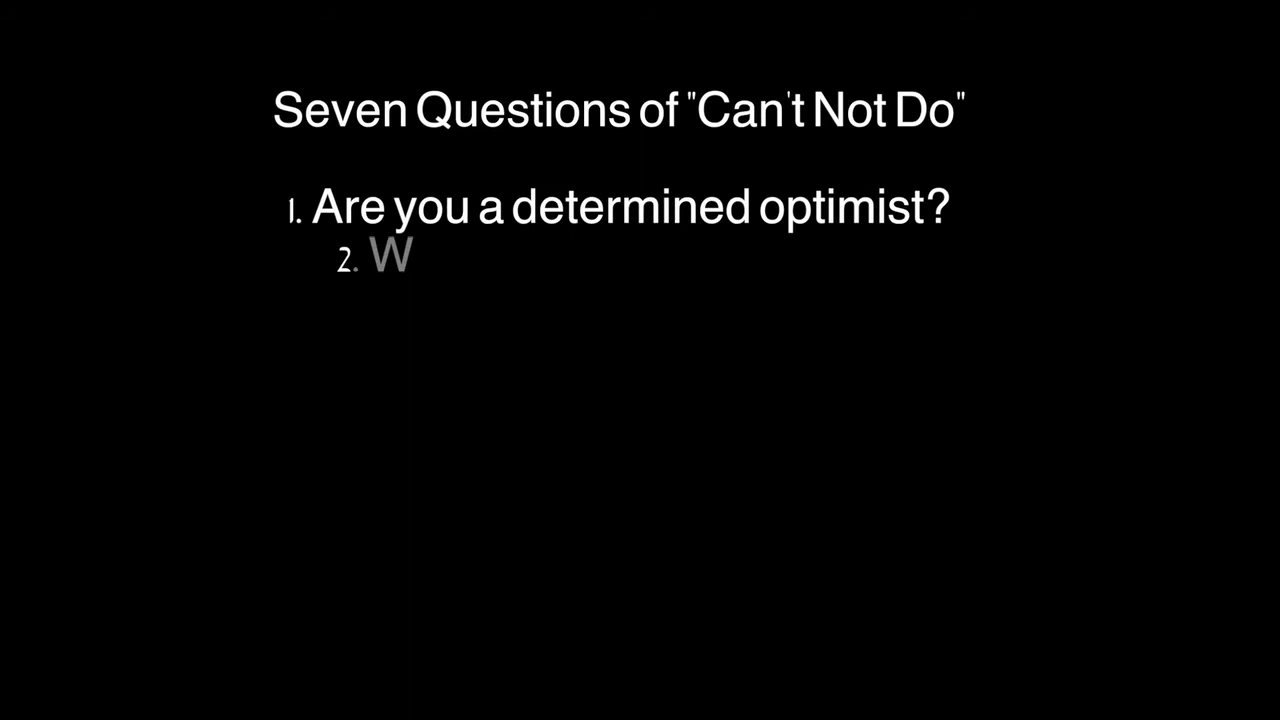 Seven Questions of "Can't Not Do"
1. Are you a determined optimist?
2. W